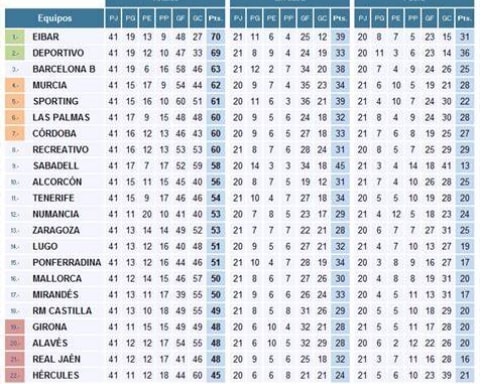 Equipos PJ PG PE PP GF GC Pts. PJ PG PE PP GF GC Pts. PJ PG PE PP GF GC Pts.
1.- EIBAR 41 19 13 9 48 27 70 21 11 6 4 25 12 39 20 8 7 5 23 15 31
2.- DEPORTIVO 41 19 12 10 47 33 69 21 8 9 4 24 19 33 20 11 3 6 23 14 36
3.- BARCELONA B 41 19 6 16 58 46 63 21 12 2 7 34 20 38 20 7 4 9 24 26 25
4.- MURCIA 41 15 17 9 54 44 62 20 9 7 4 35 23 34 21 6 10 5 19 21 28
5.- SPORTING 41 15 16 10 60 51 61 20 11 6 3 36 21 39 21 4 10 7 24 30 22
6.- LAS PALMAS 41 17 9 15 48 48 60 20 9 5 6 24 18 32 21 8 4 9 24 30 28
7.- CÓRDOBA 41 16 12 13 46 43 60 20 9 6 5 27 18 33 21 7 6 8 19 25 27
8.- RECREATIVO 41 16 12 13 53 53 60 21 8 7 6 28 24 31 20 8 5 7 25 29 29
9.- SABADELL 41 17 7 17 52 59 58 20 14 3 3 34 18 45 21 3 4 14 18 41 13
10.- ALCORCÓN 41 15 11 15 45 40 56 20 8 7 5 19 12 31 21 7 4 10 26 28 25
11.- TENERIFE 41 15 9 17 46 46 54 21 10 4 7 27 18 34 20 5 5 10 19 28 20
12.- NUMANCIA 41 11 20 10 41 40 53 20 7 8 5 23 17 29 21 4 12 5 18 23 24
13.- ZARAGOZA 41 13 14 14 49 52 53 21 7 7 7 22 25 28 20 6 7 7 27 31 25
14.- LUGO 41 13 12 16 40 48 51 20 9 5 6 27 21 32 21 4 7 10 13 27 19
15.- PONFERRADINA 41 13 12 16 44 46 51 21 10 4 7 28 19 34 20 3 8 9 16 27 17
16.- MALLORCA 41 12 14 15 46 57 50 21 8 6 7 27 26 30 20 4 8 8 19 31 20
17.- MIRANDÉS 41 13 11 17 39 55 50 21 9 6 6 26 24 33 20 4 5 11 13 31 17
18.- RM CASTILLA 41 13 10 18 49 55 49 21 8 5 8 31 26 29 20 5 5 10 18 29 20
19.- GIRONA 41 11 15 15 49 49 48 20 6 10 4 32 21 28 21 5 5 11 17 28 20
20.- ALAVÉS 41 12 12 17 54 55 48 21 6 10 5 32 29 28 20 6 2 12 22 26 20
21.- REAL JAÉN 41 12 12 17 41 46 48 20 9 5 6 25 18 32 21 3 7 11 16 28 16
22.- HÉRCULES 41 11 12 18 44 60 45 20 6 6 8 21 21 24 21 5 6 10 23 39 21